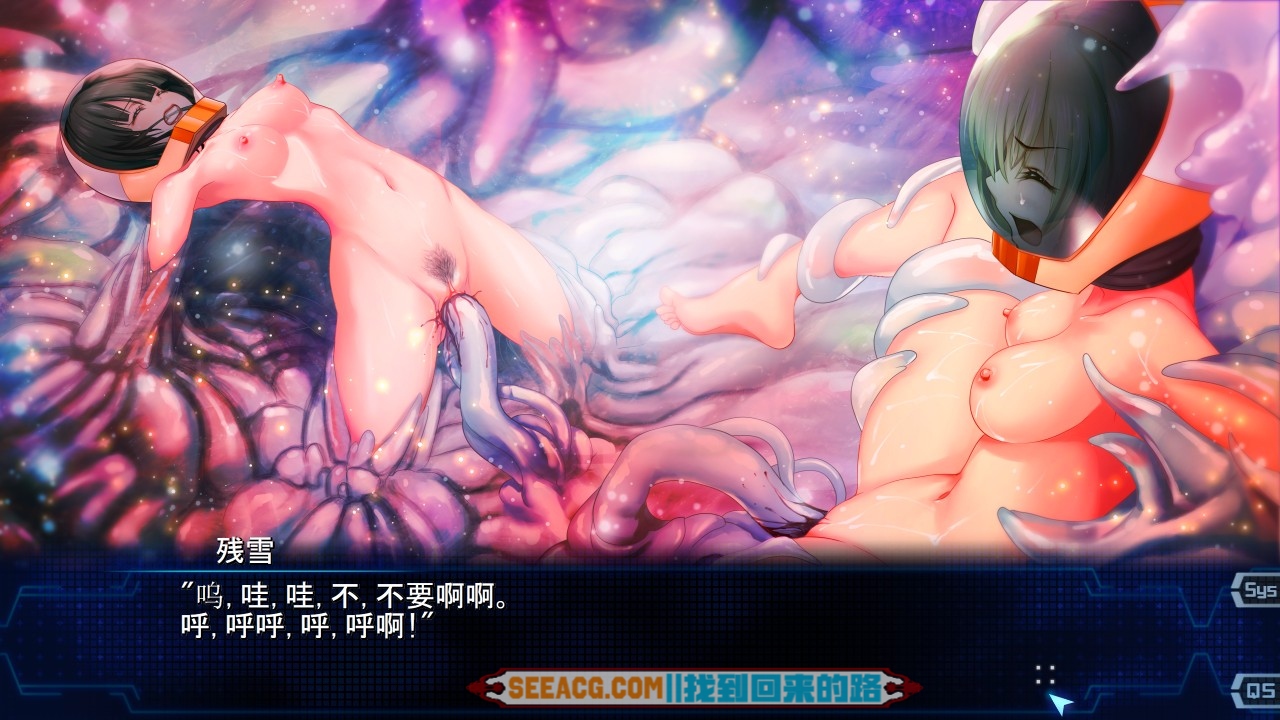 残雪
"呜,哇,哇,不,不要啊啊。
呼,呼呼,呼,呼啊!"
Sys
SEEACG.COM||找到回来的路
QS